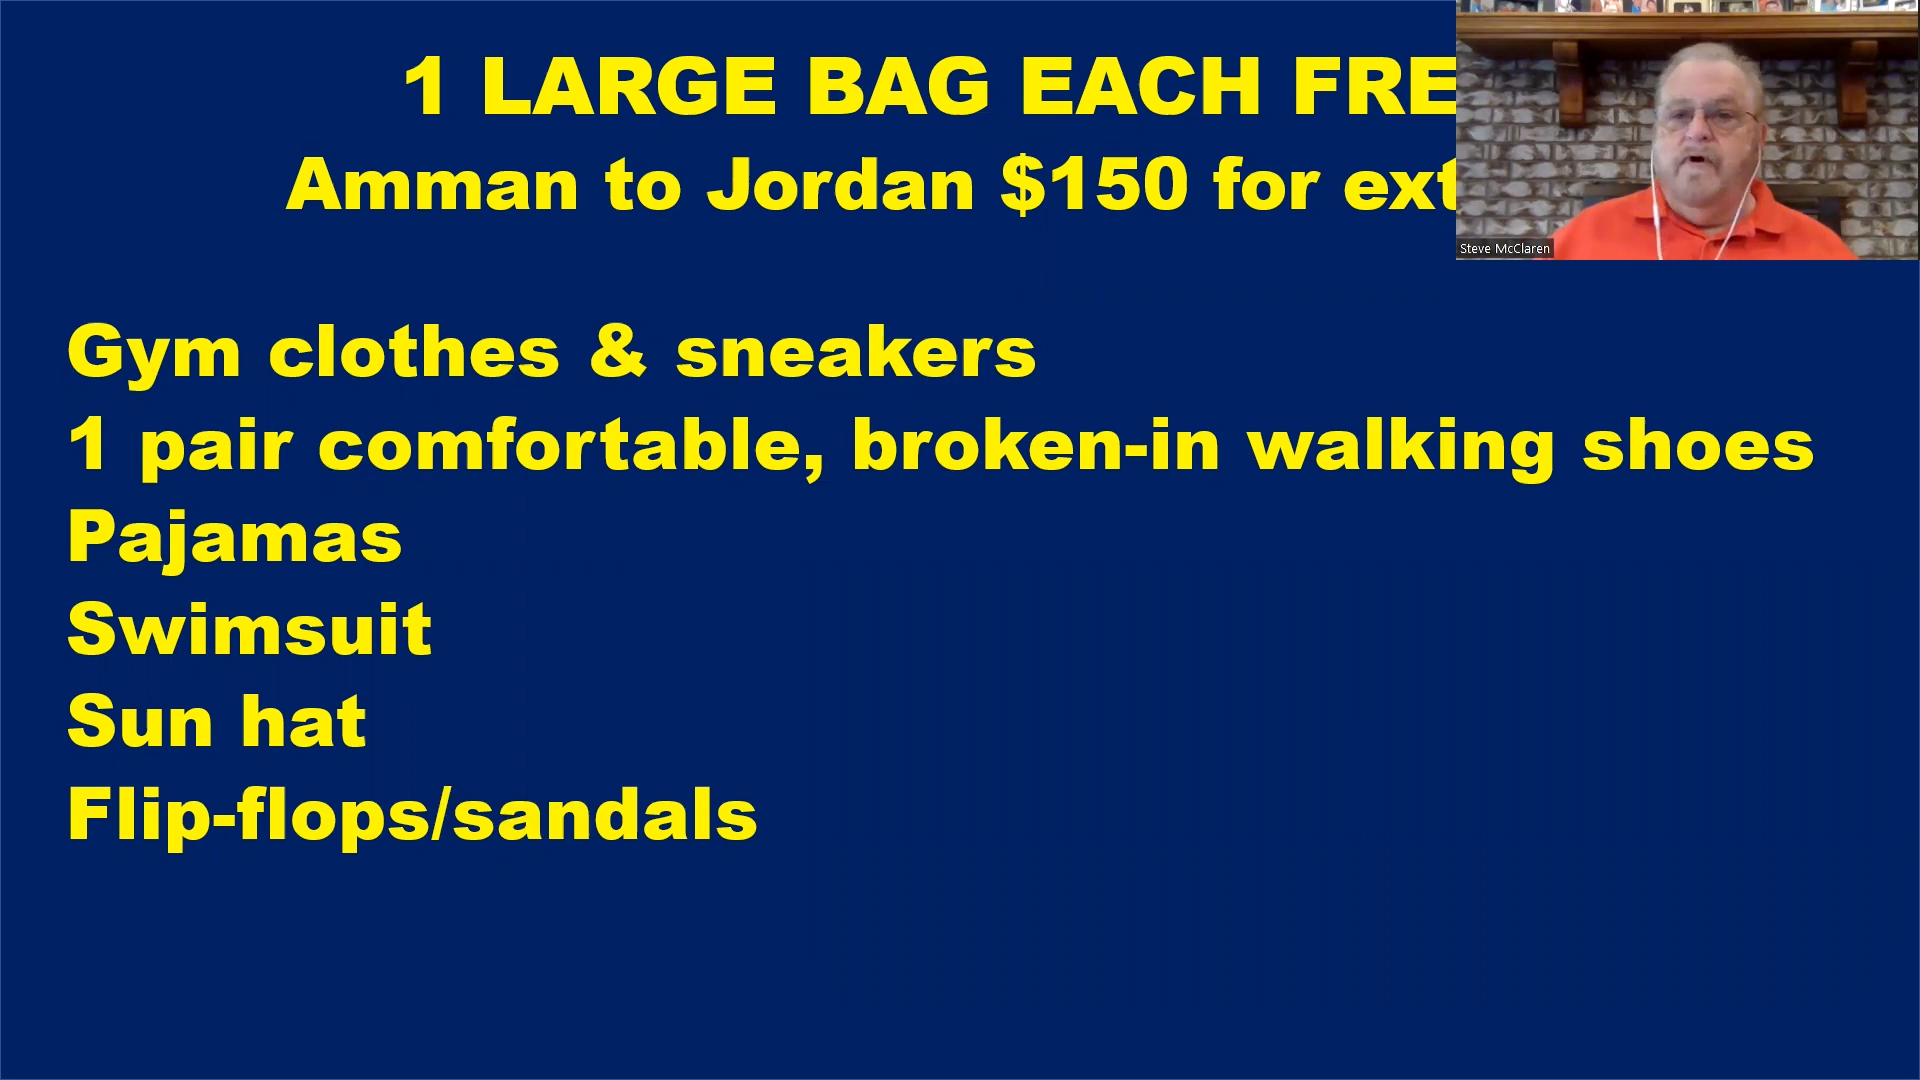 1 LARGE BAG EACH FRE
Amman to Jordan $150 for ext
Steve McClaren
Gym clothes & sneakers
1 pair comfortable, broken-in walking shoes
Pajamas
Swimsuit
Sun hat
Flip-flops/sandals